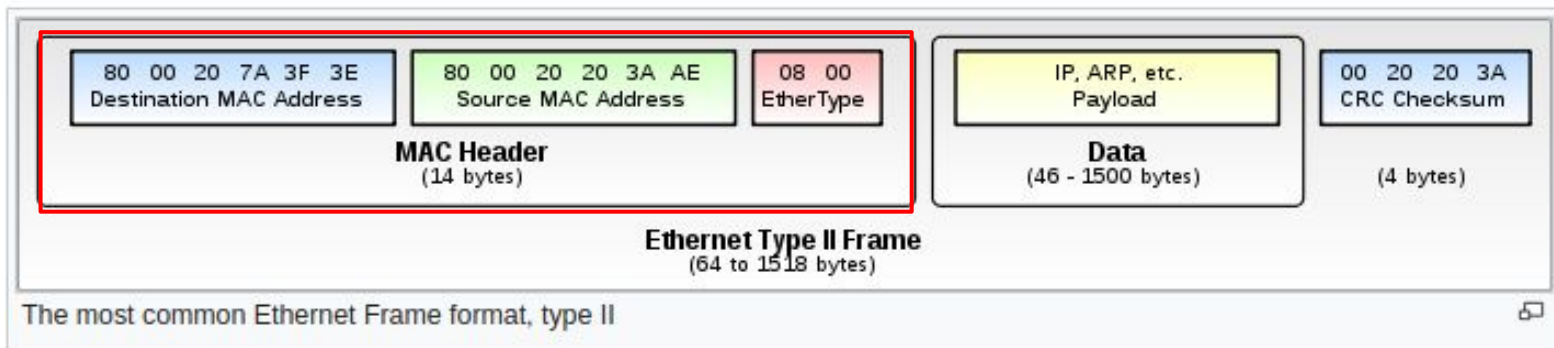 80 00 20 7A 3F 3E
Destination MAC Address
80 00 20 20 3A AE
Source MAC Address
08 00
EtherType
MAC Header
(14 bytes)
IP, ARP, etc.
Payload
Data
(46 - 1500 bytes)
00 20 20 3A
CRC Checksum
(4 bytes)
Ethernet Type II Frame
(64 to 1518 bytes)
The most common Ethernet Frame format, type II